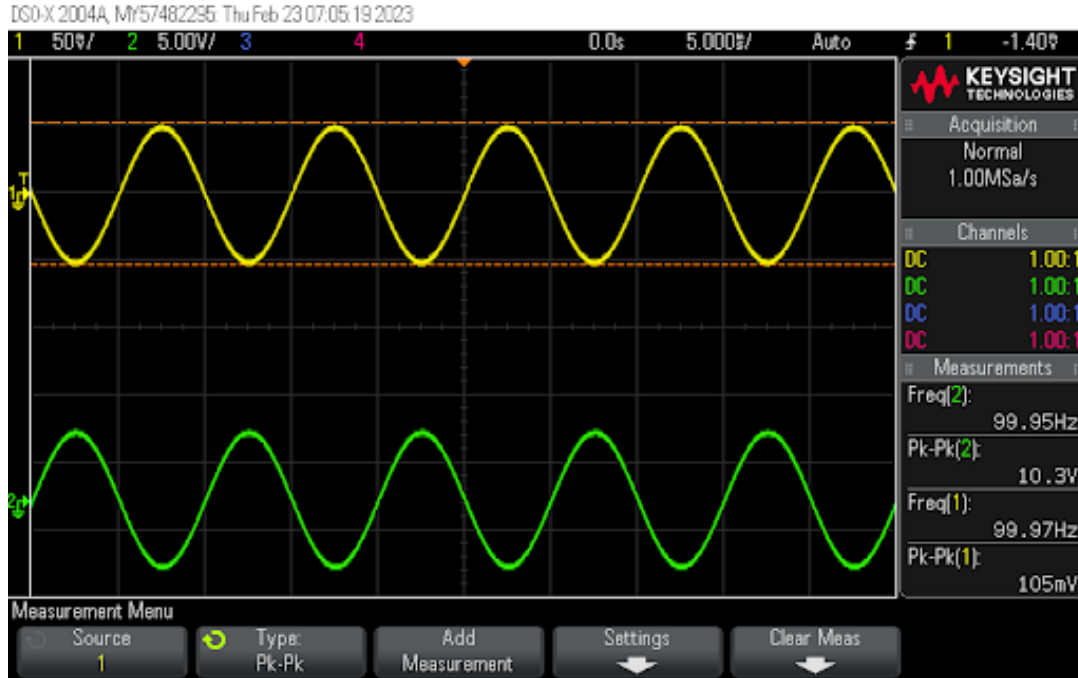 DSO-X 2004A, MY57482295: Thu Feb 23 07:05:19 2023
1 50mV/ 2 5.00V/ 3 4 0.0s 5.000ms/ Auto 1 -1.40mV
KEYSIGHT
TECHNOLOGIES
Acquisition
Normal
1.00MSa/s
Channels
DC 1.00:1
DC 1.00:1
DC 1.00:1
DC 1.00:1
Measurements
Freq(2):
99.95Hz
Pk-Pk(2):
10.3V
Freq(1):
99.97Hz
Pk-Pk(1):
105mV
T
1
2
Measurement Menu
Source
1
Type:
Pk-Pk
Add
Measurement
Settings
Clear Meas